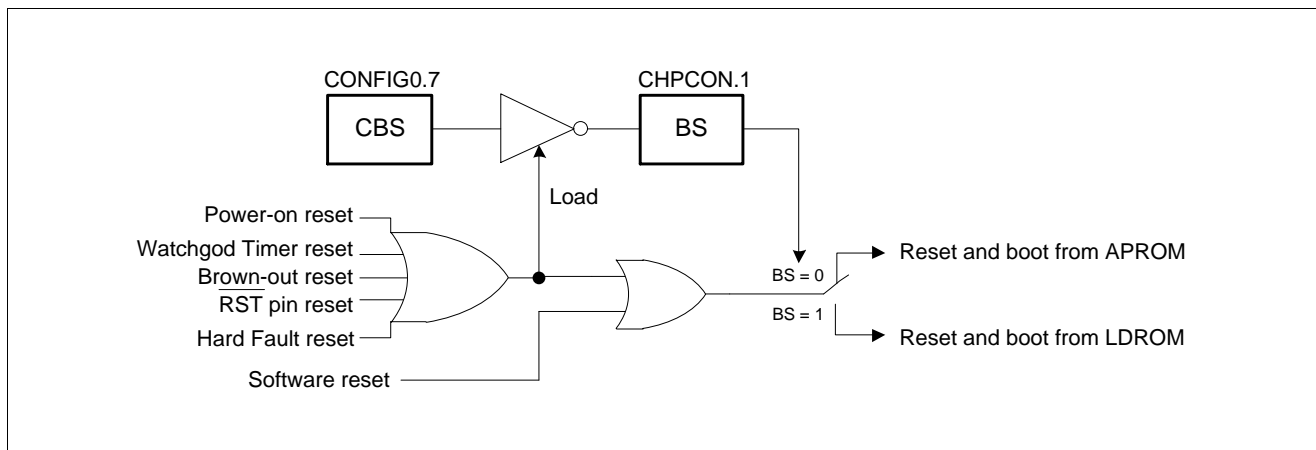 CONFIG0.7
CHPCON.1
CBS
BS
Load
Power-on reset
Watchgod Timer reset
Brown-out reset
RST pin reset
Hard Fault reset
Software reset
BS = 0
BS = 1
Reset and boot from APROM
Reset and boot from LDROM